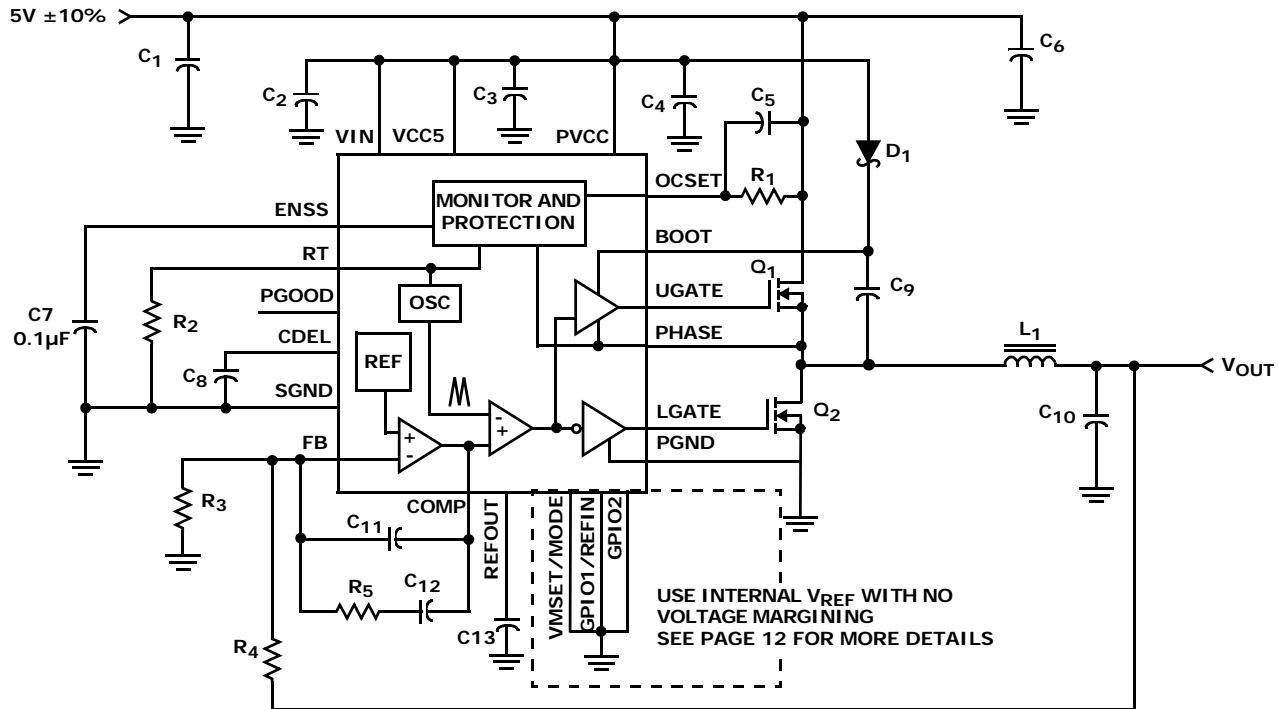 5V ±10%
C1
C2
C3
C4
C5
C6
VIN
VCC5
PVCC
D1
OCSET
R1
MONITOR AND
PROTECTION
ENSS
BOOT
RT
Q1
C9
OSC
UGATE
PGOOD
C7
0.1µF
R2
PHASE
CDEL
REF
L1
VOUT
C8
SGND
LGATE
Q2
C10
PGND
FB
+
-
-
+
R3
COMP
REFOUT
VMSET/MODE
GPIO1/REFIN
GPIO2
C11
R5
C12
C13
USE INTERNAL VREF WITH NO
VOLTAGE MARGINING
SEE PAGE 12 FOR MORE DETAILS
R4